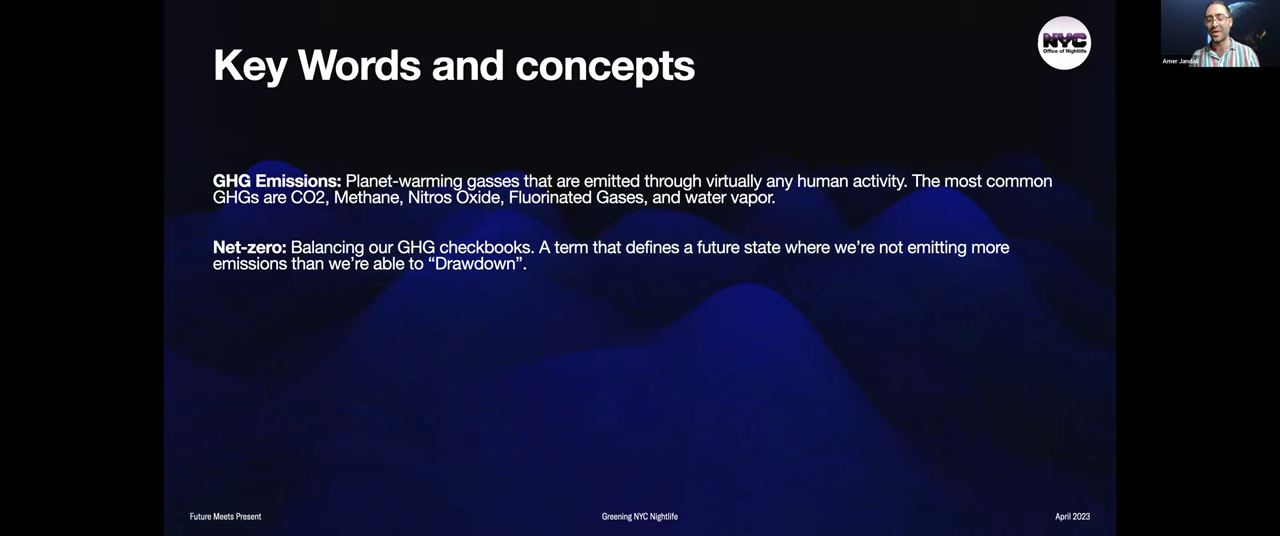 Key Words and concepts
NYC
Office of Nightlife
Amer Jandali
GHG Emissions: Planet-warming gasses that are emitted through virtually any human activity. The most common
GHGs are CO2, Methane, Nitros Oxide, Fluorinated Gases, and water vapor.
Net-zero: Balancing our GHG checkbooks. A term that defines a future state where we’re not emitting more
emissions than we’re able to “Drawdown”.
Future Meets Present
Greening NYC Nightlife
April 2023